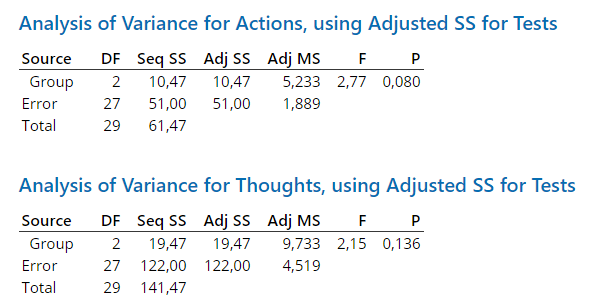 Analysis of Variance for Actions, using Adjusted SS for Tests
Source DF Seq SS Adj SS Adj MS F P
Group 2 10,47 10,47 5,233 2,77 0,080
Error 27 51,00 51,00 1,889
Total 29 61,47
Analysis of Variance for Thoughts, using Adjusted SS for Tests
Source DF Seq SS Adj SS Adj MS F P
Group 2 19,47 19,47 9,733 2,15 0,136
Error 27 122,00 122,00 4,519
Total 29 141,47